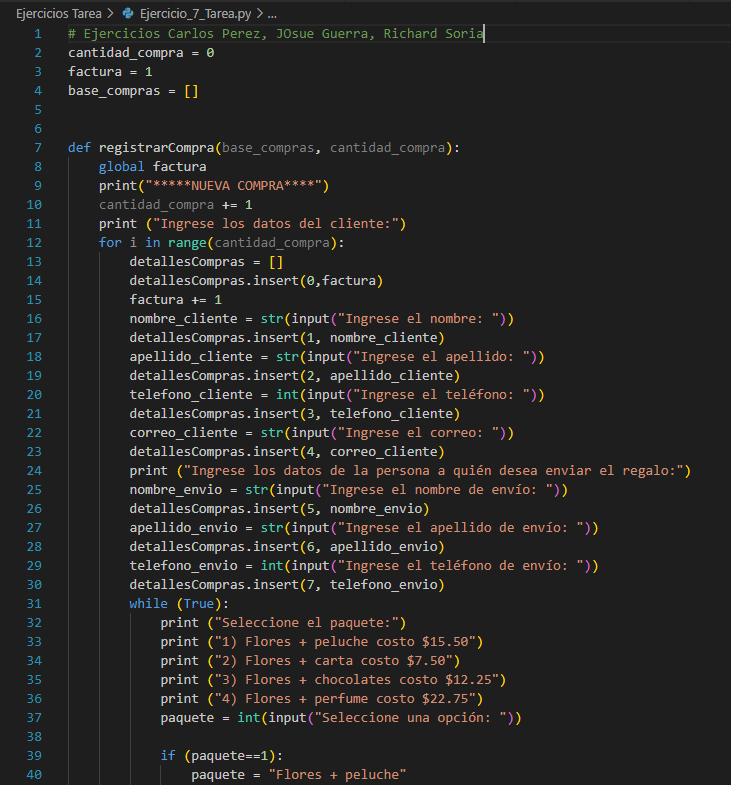 Ejercicios Tarea > Ejercicio_7_Tarea.py > ...
1 # Ejercicios Carlos Perez, JOsue Guerra, Richard Soria
2 cantidad_compra = 0
3 factura = 1
4 base_compras = []
5
6
7 def registrarCompra(base_compras, cantidad_compra):
8     global factura
9     print("*****NUEVA COMPRA****")
10     cantidad_compra += 1
11     print ("Ingrese los datos del cliente:")
12     for i in range(cantidad_compra):
13         detallesCompras = []
14         detallesCompras.insert(0,factura)
15         factura += 1
16         nombre_cliente = str(input("Ingrese el nombre: "))
17         detallesCompras.insert(1, nombre_cliente)
18         apellido_cliente = str(input("Ingrese el apellido: "))
19         detallesCompras.insert(2, apellido_cliente)
20         telefono_cliente = int(input("Ingrese el teléfono: "))
21         detallesCompras.insert(3, telefono_cliente)
22         correo_cliente = str(input("Ingrese el correo: "))
23         detallesCompras.insert(4, correo_cliente)
24         print ("Ingrese los datos de la persona a quién desea enviar el regalo:")
25         nombre_envio = str(input("Ingrese el nombre de envío: "))
26         detallesCompras.insert(5, nombre_envio)
27         apellido_envio = str(input("Ingrese el apellido de envío: "))
28         detallesCompras.insert(6, apellido_envio)
29         telefono_envio = int(input("Ingrese el teléfono de envío: "))
30         detallesCompras.insert(7, telefono_envio)
31         while (True):
32             print ("Seleccione el paquete:")
33             print ("1) Flores + peluche costo $15.50")
34             print ("2) Flores + carta costo $7.50")
35             print ("3) Flores + chocolates costo $12.25")
36             print ("4) Flores + perfume costo $22.75")
37             paquete = int(input("Seleccione una opción: "))
38
39             if (paquete==1):
40                 paquete = "Flores + peluche"